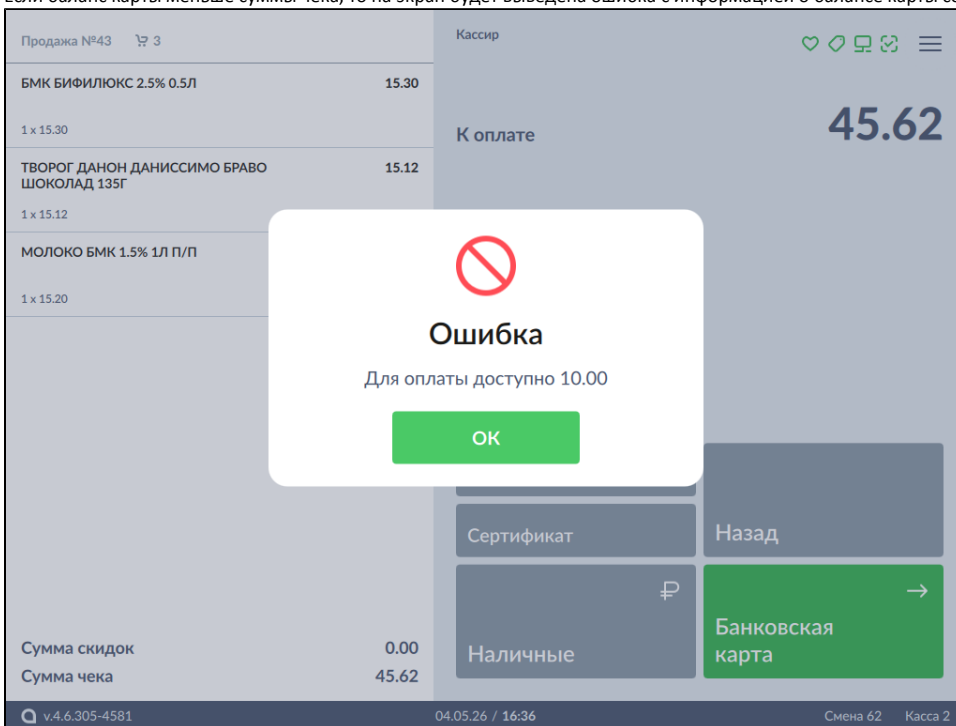 Продажа №43 3
Кассир
БМК БИФИЛЮКС 2.5% 0.5Л 15.30
1 x 15.30
К оплате 45.62
ТВОРОГ ДАНОН ДАНИССИМО БРАВО 15.12
ШОКОЛАД 135Г
1 x 15.12
МОЛОКО БМК 1.5% 1Л П/П
1 x 15.20
Ошибка
Для оплаты доступно 10.00
ОК
Сертификат
Назад
Наличные
Банковская
карта
Сумма скидок 0.00
Сумма чека 45.62
v.4.6.305-4581 04.05.26 / 16:36 Смена 62 Касса 2